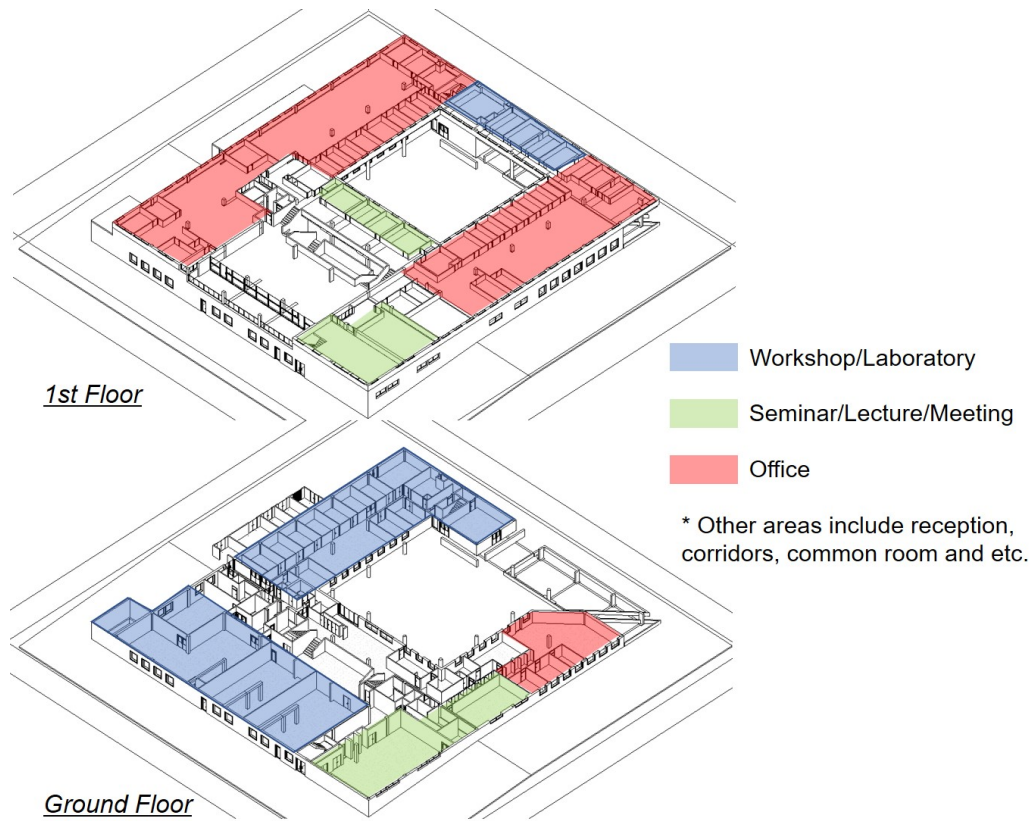 1st Floor
Workshop/Laboratory
Seminar/Lecture/Meeting
Office
* Other areas include reception,
corridors, common room and etc.
Ground Floor